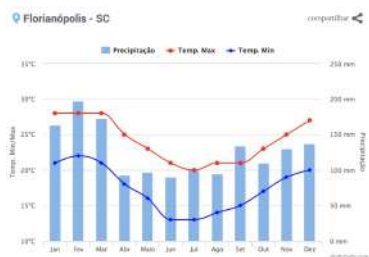 Florianópolis - SC
compartilhar
Precipitação Temp. Max Temp. Min
35°C 250 mm
30°C 200 mm
25°C 150 mm
20°C 100 mm
15°C 50 mm
10°C 0 mm
Temp. Min/Max
Precipitação
Jan Fev Mar Abr Maio Jun Jul Ago Set Out Nov Dez